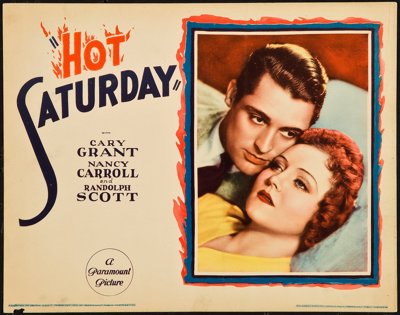 "HOT
SATURDAY"
with
CARY
GRANT
NANCY
CARROLL
and
RANDOLPH
SCOTT
A
Paramount
Picture